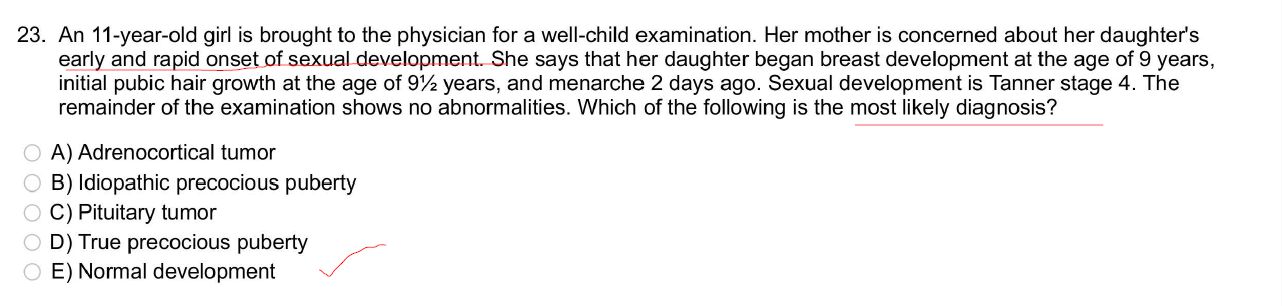 23. An 11-year-old girl is brought to the physician for a well-child examination. Her mother is concerned about her daughter's
early and rapid onset of sexual development. She says that her daughter began breast development at the age of 9 years,
initial pubic hair growth at the age of 9½ years, and menarche 2 days ago. Sexual development is Tanner stage 4. The
remainder of the examination shows no abnormalities. Which of the following is the most likely diagnosis?
A) Adrenocortical tumor
B) Idiopathic precocious puberty
C) Pituitary tumor
D) True precocious puberty
E) Normal development